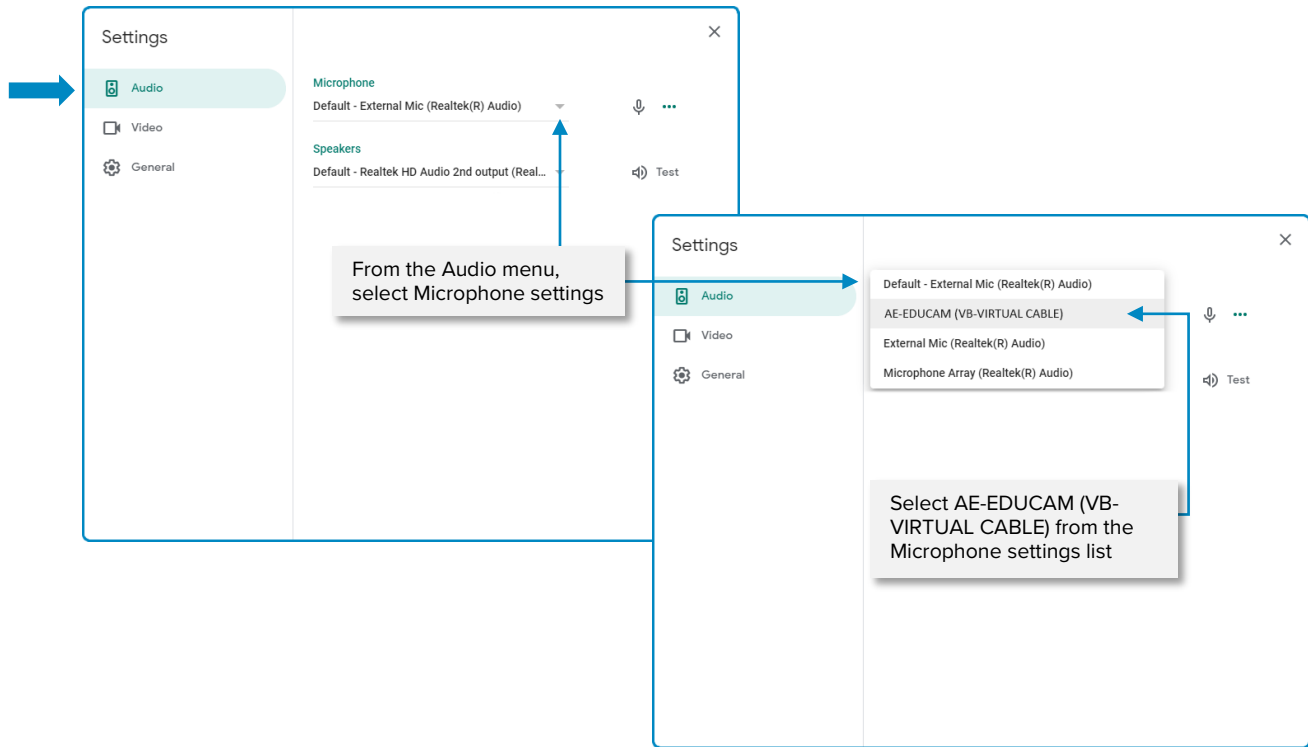 Settings
Audio
Video
General
Microphone
Default - External Mic (Realtek(R) Audio)
Speakers
Default - Realtek HD Audio 2nd output (Real...
Test
From the Audio menu,
select Microphone settings
Settings
Audio
Video
General
Default - External Mic (Realtek(R) Audio)
AE-EDUCAM (VB-VIRTUAL CABLE)
External Mic (Realtek(R) Audio)
Microphone Array (Realtek(R) Audio)
Test
Select AE-EDUCAM (VB-
VIRTUAL CABLE) from the
Microphone settings list